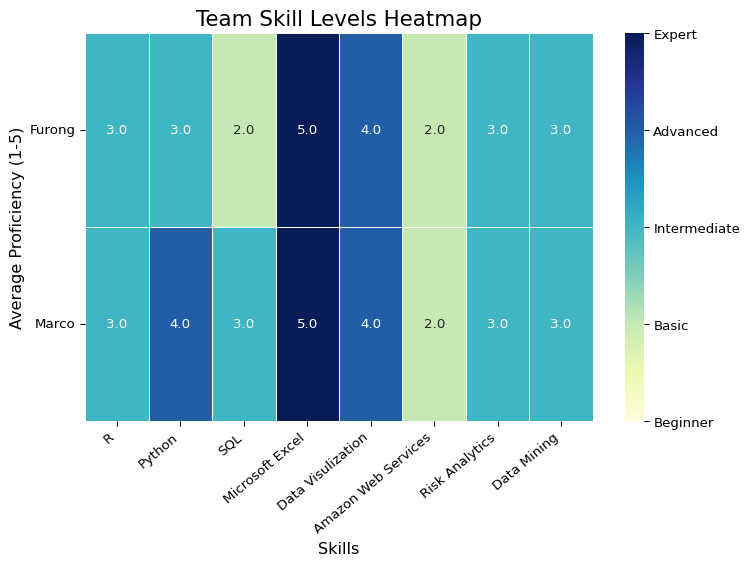 Team Skill Levels Heatmap
Average Proficiency (1-5)
Furong
3.0 3.0 2.0 5.0 4.0 2.0 3.0 3.0
Marco
3.0 4.0 3.0 5.0 4.0 2.0 3.0 3.0
R
Python
SQL
Microsoft Excel
Data Visulization
Amazon Web Services
Risk Analytics
Data Mining
Skills
Expert
Advanced
Intermediate
Basic
Beginner